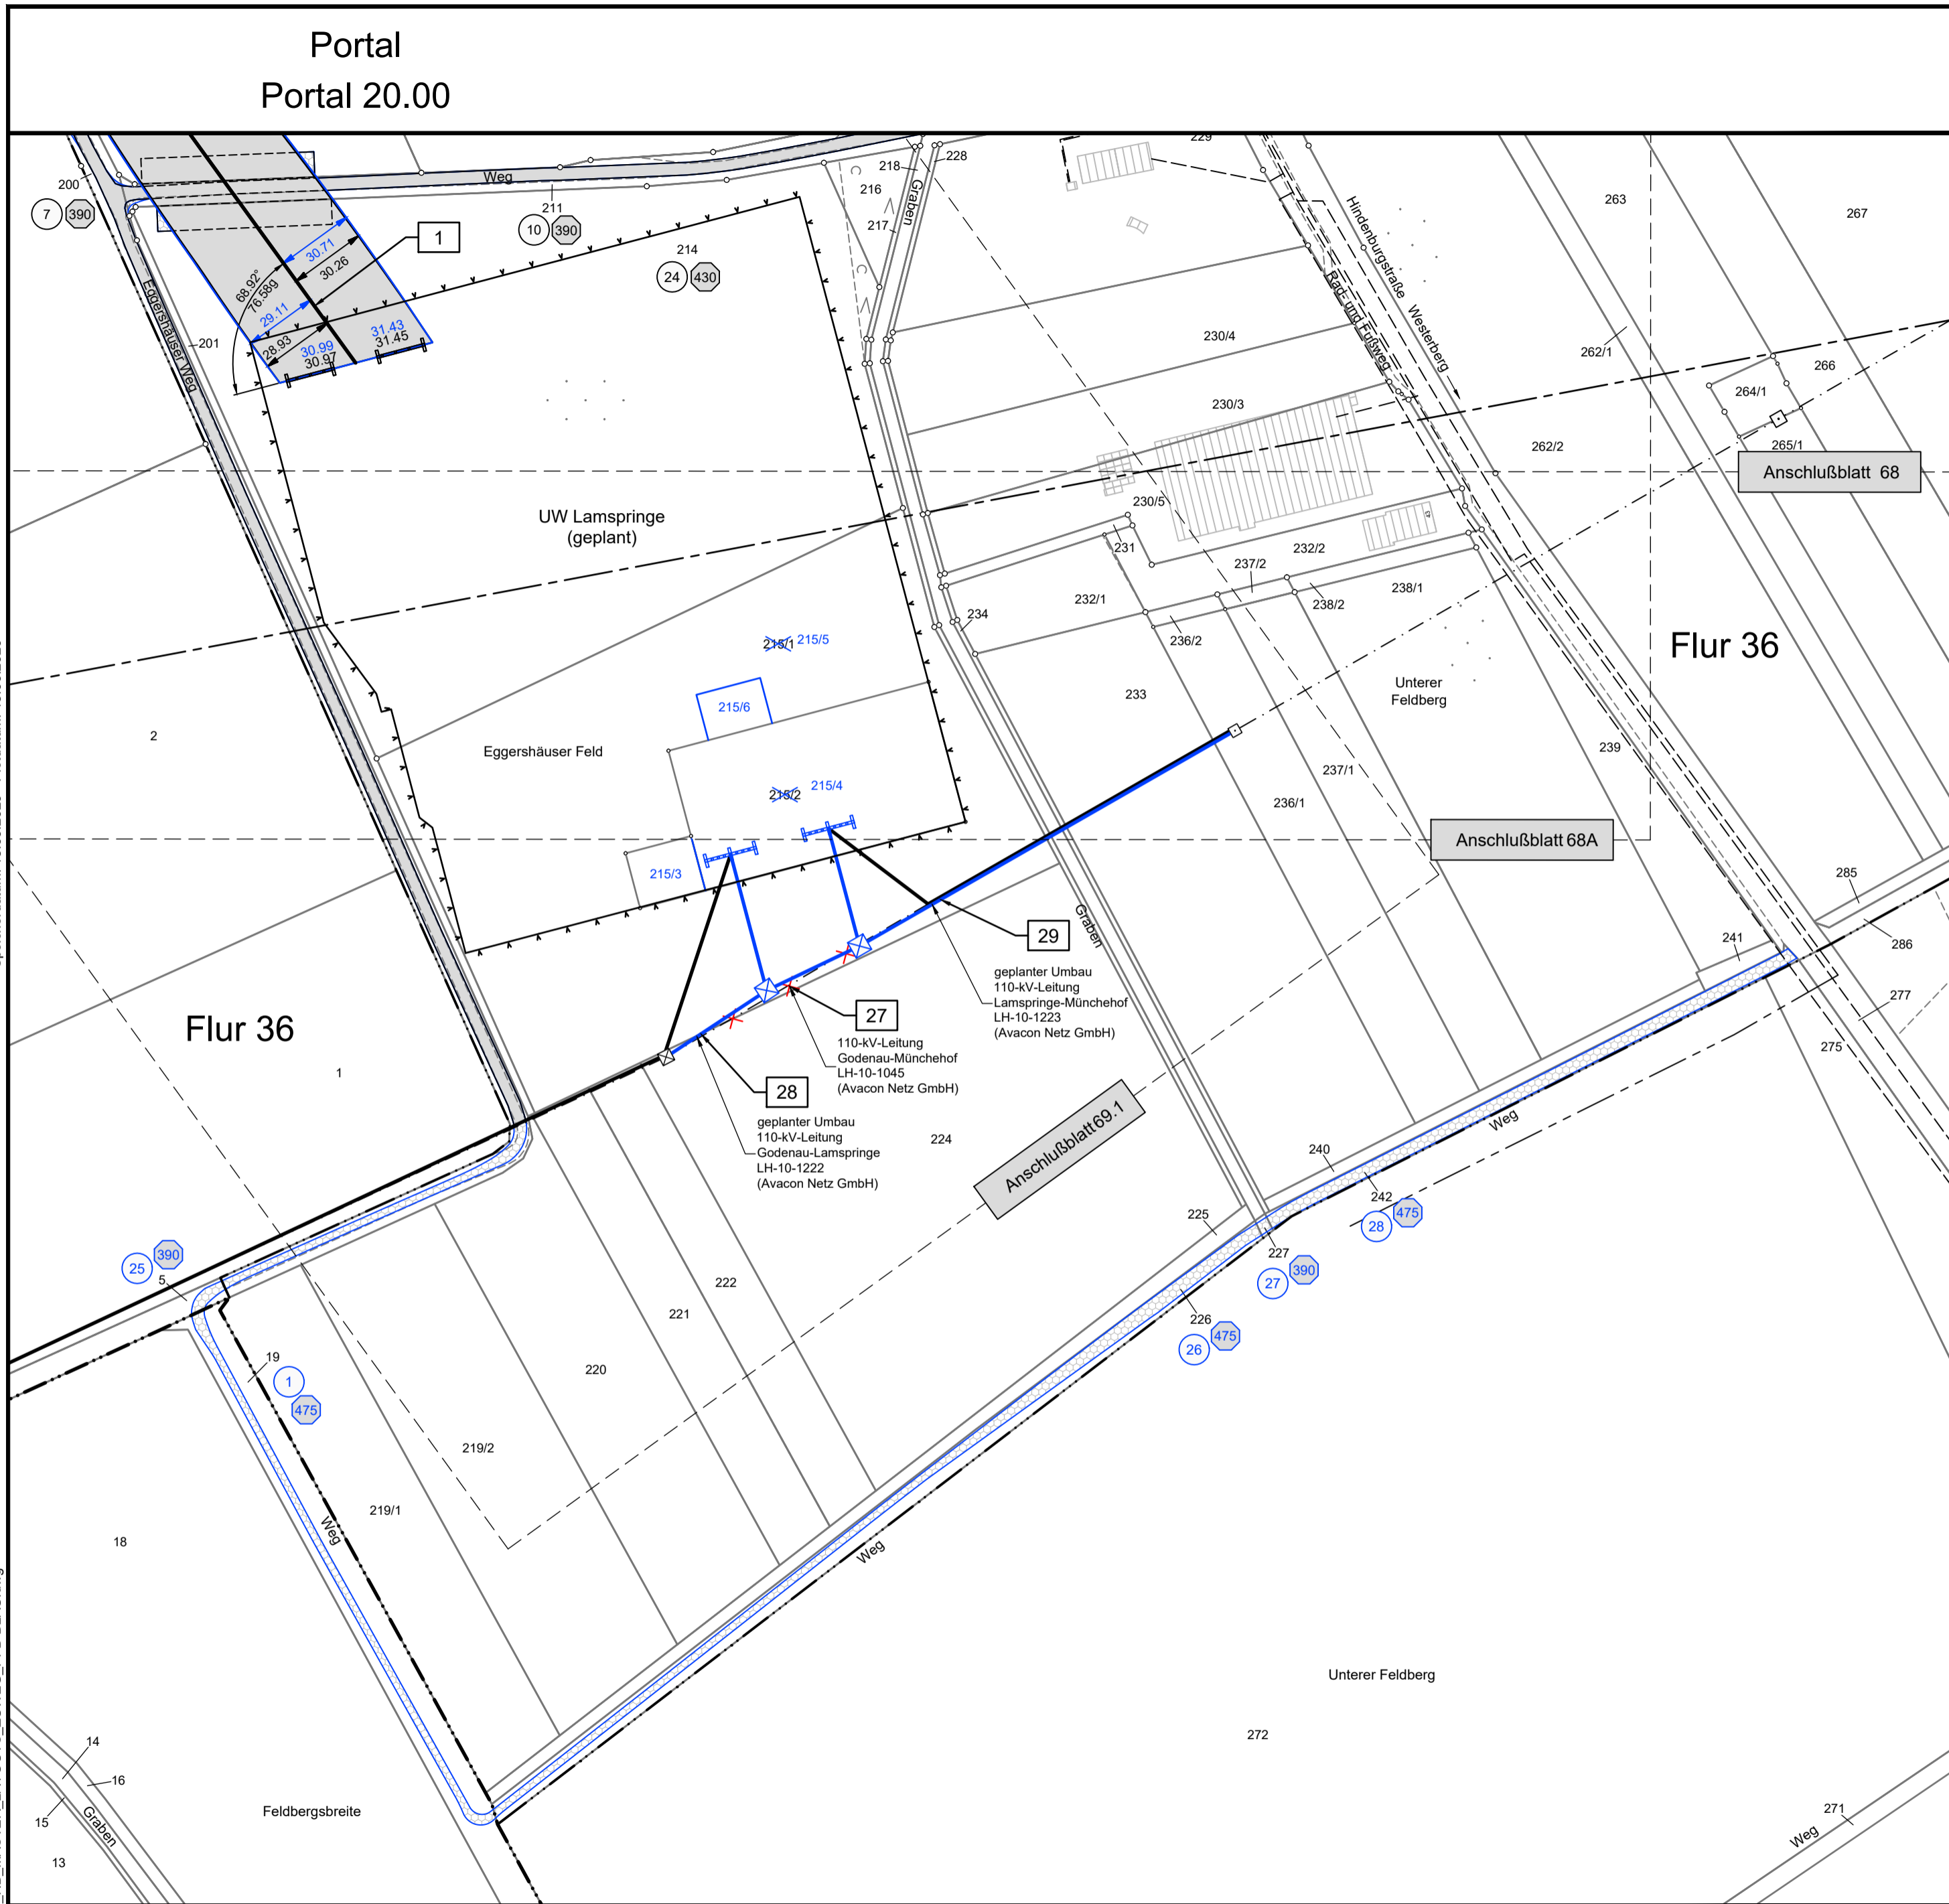 Portal
Portal 20.00
229
200
7
390
Weg
211
10
390
1
218
228
216
Graben
217
214
24
430
263
267
Hindenburgstraße
Westerberg
Rad- und Fußweg
30.71
30.26
68.92°
76.58g
29.11
28.93
30.99
30.97
31.43
31.45
Eggershäuser Weg
201
230/4
262/1
266
264/1
230/3
262/2
265/1
Anschlußblatt 68
230/5
UW Lamspringe
(geplant)
231
232/2
237/2
238/1
238/2
232/1
234
236/2
215/1
215/5
Flur 36
233
Unterer
Feldberg
215/6
2
Eggershäuser Feld
239
237/1
215/2
215/4
236/1
Anschlußblatt 68A
215/3
285
286
241
Graben
29
geplanter Umbau
110-kV-Leitung
Lamspringe-Münchehof
LH-10-1223
(Avacon Netz GmbH)
277
275
27
110-kV-Leitung
Godenau-Münchehof
LH-10-1045
(Avacon Netz GmbH)
Flur 36
1
28
geplanter Umbau
110-kV-Leitung
Godenau-Lamspringe
LH-10-1222
(Avacon Netz GmbH)
224
Anschlußblatt 69.1
Weg
240
242
28
475
225
227
27
390
25
390
5
222
221
226
26
475
19
1
475
220
219/2
219/1
Weg
18
Weg
Unterer Feldberg
272
14
16
15
Graben
13
Feldbergsbreite
271
Weg